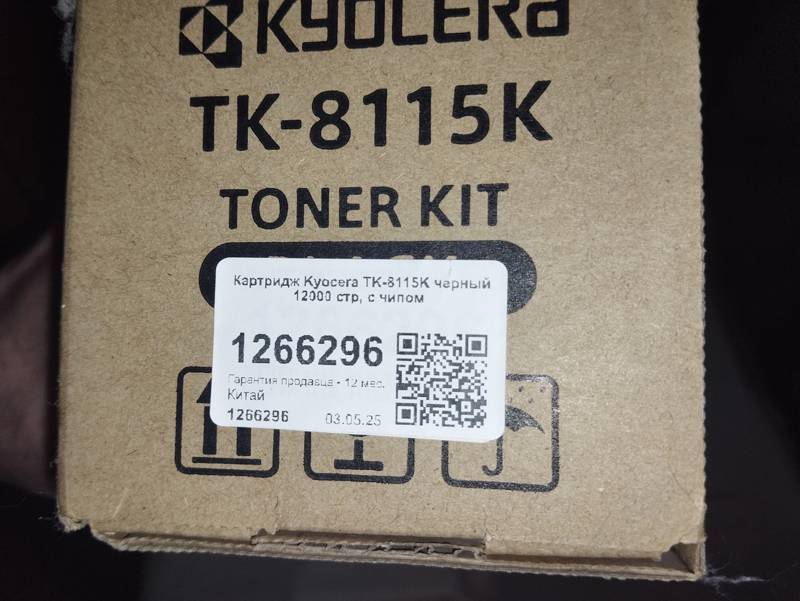 KYOCERA
TK-8115K
TONER KIT
Картридж Kyocera TK-8115K черный
12000 стр, с чипом
1266296
Гарантия продавца - 12 мес.
Китай
1266296 03.05.25